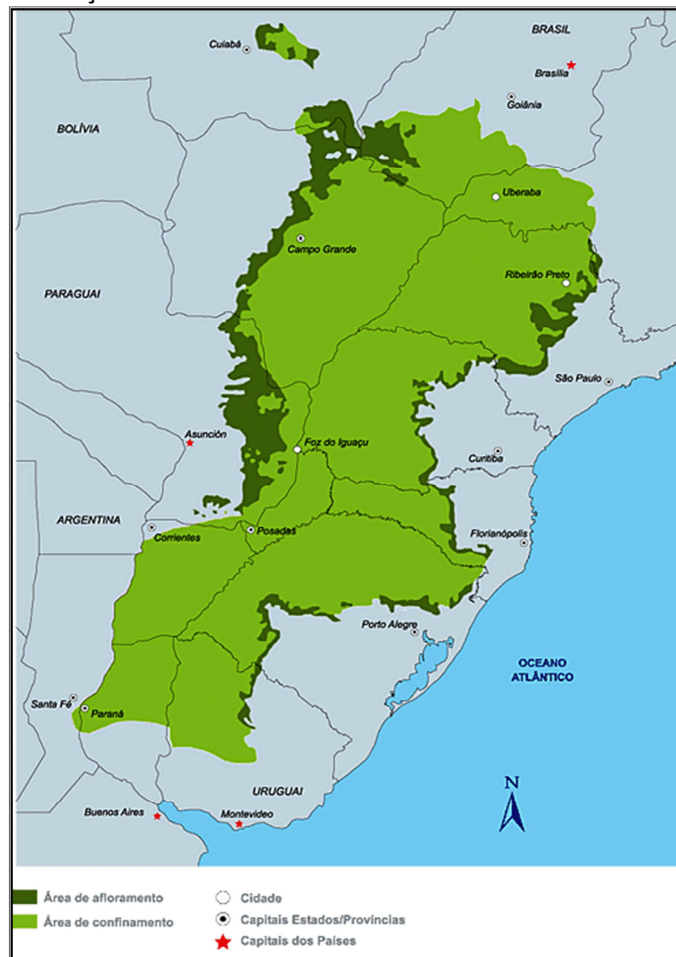 BRASIL
Cuiabá
Brasília
Goiânia
BOLÍVIA
Uberaba
Campo Grande
Ribeirão Preto
PARAGUAI
São Paulo
Asunción
Foz do Iguaçu
Curitiba
ARGENTINA
Corrientes
Posadas
Florianópolis
Porto Alegre
OCEANO
ATLÂNTICO
Santa Fé
Paraná
URUGUAI
N
Buenos Aires
Montevideo
Área de afloramento
Cidade
Área de confinamento
Capitais Estados/Províncias
Capitais dos Países